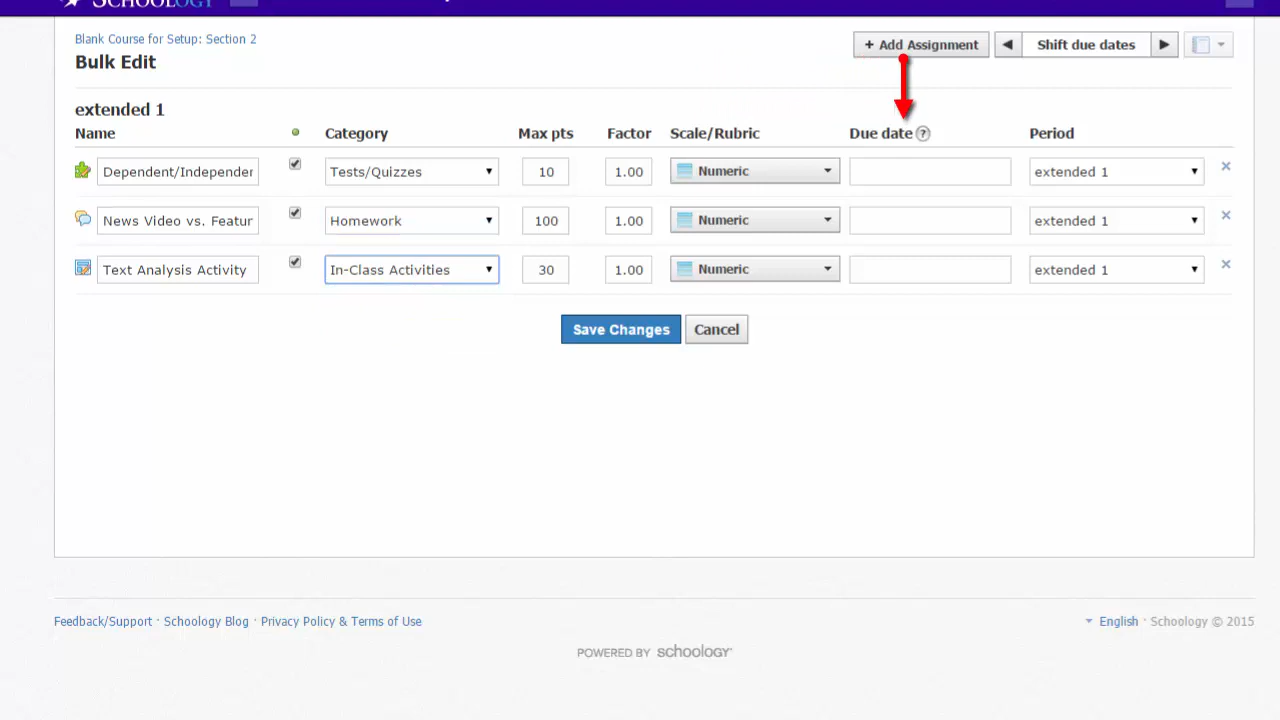 SCHOOLOGY
Blank Course for Setup: Section 2
+ Add Assignment ◀ Shift due dates ▶
Bulk Edit
extended 1
Name Category Max pts Factor Scale/Rubric Due date ? Period
Dependent/Independer Tests/Quizzes 10 1.00 Numeric extended 1
News Video vs. Featur Homework 100 1.00 Numeric extended 1
Text Analysis Activity In-Class Activities 30 1.00 Numeric extended 1
Save Changes Cancel
Feedback/Support · Schoology Blog · Privacy Policy & Terms of Use English · Schoology © 2015
POWERED BY schoology